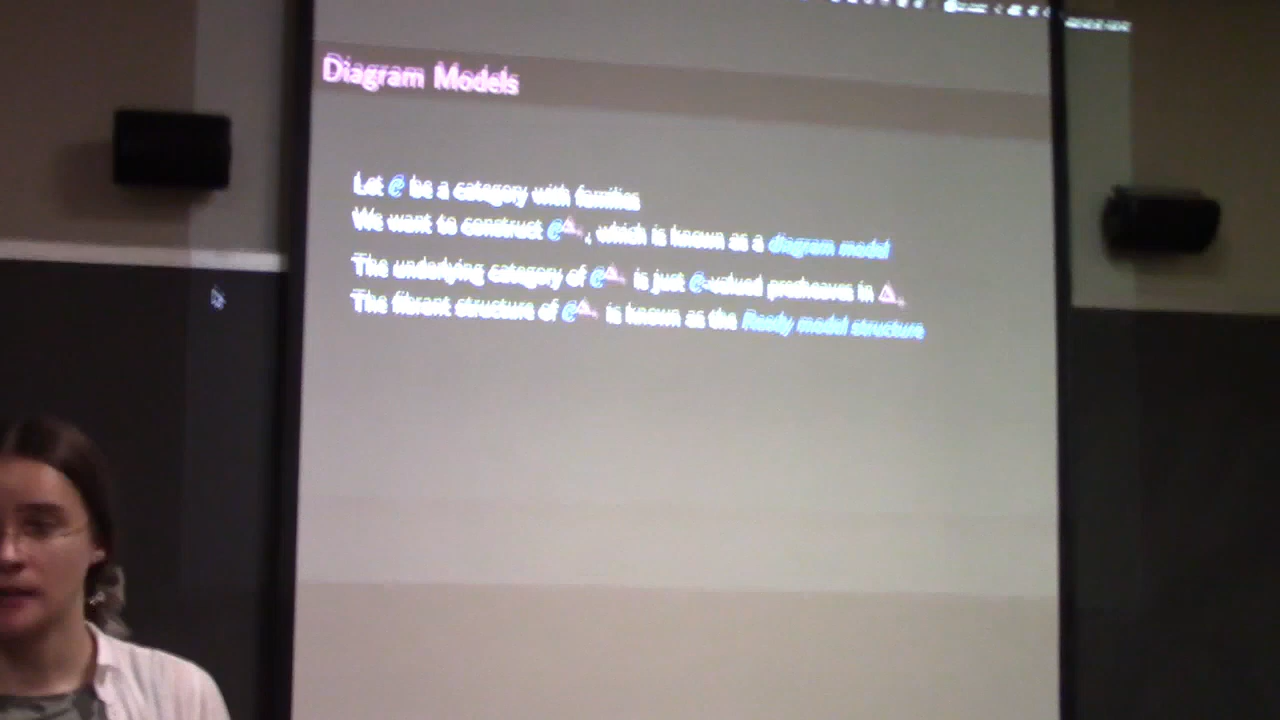 Diagram Models
Let 𝒞 be a category with families
We want to construct 𝒞^Δ₊, which is known as a diagram model
The underlying category of 𝒞^Δ₊ is just 𝒞-valued presheaves in Δ₊
The fibrant structure of 𝒞^Δ₊ is known as the Reedy model structure